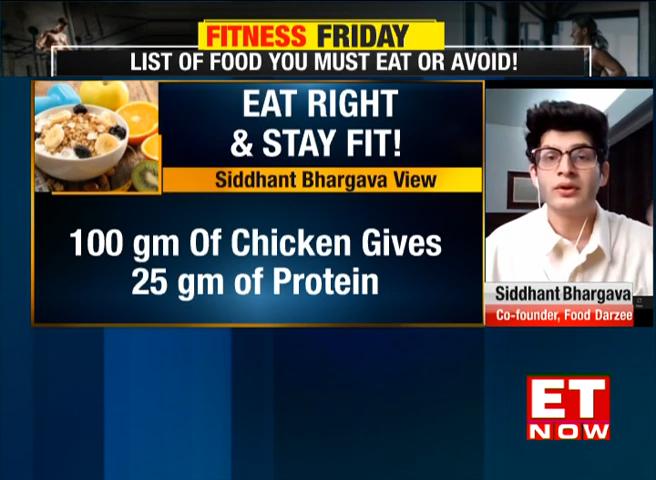 FITNESS FRIDAY
LIST OF FOOD YOU MUST EAT OR AVOID!
EAT RIGHT
& STAY FIT!
Siddhant Bhargava View
100 gm Of Chicken Gives
25 gm of Protein
Siddhant Bhargava
Co-founder, Food Darzee
ET
NOW